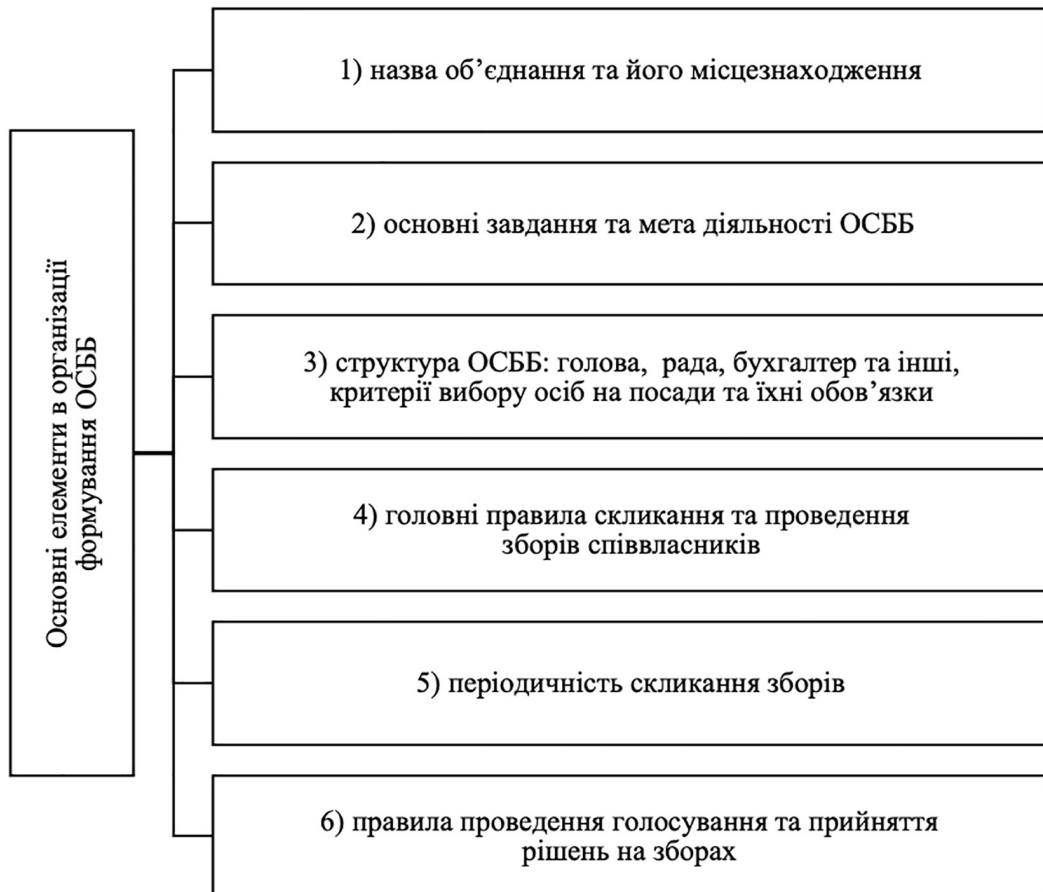 Основні елементи в організації
формування ОСББ
1) назва об’єднання та його місцезнаходження
2) основні завдання та мета діяльності ОСББ
3) структура ОСББ: голова, рада, бухгалтер та інші,
критерії вибору осіб на посади та їхні обов’язки
4) головні правила скликання та проведення
зборів співвласників
5) періодичність скликання зборів
6) правила проведення голосування та прийняття
рішень на зборах